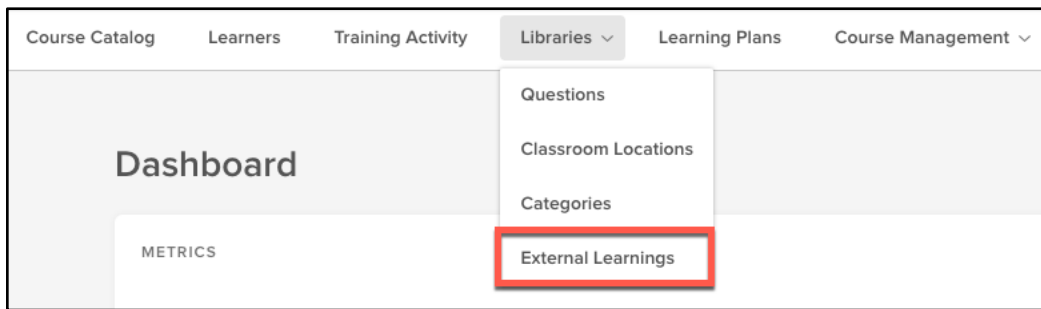 Course Catalog Learners Training Activity Libraries Learning Plans Course Management
Questions
Classroom Locations
Dashboard
Categories
METRICS
External Learnings